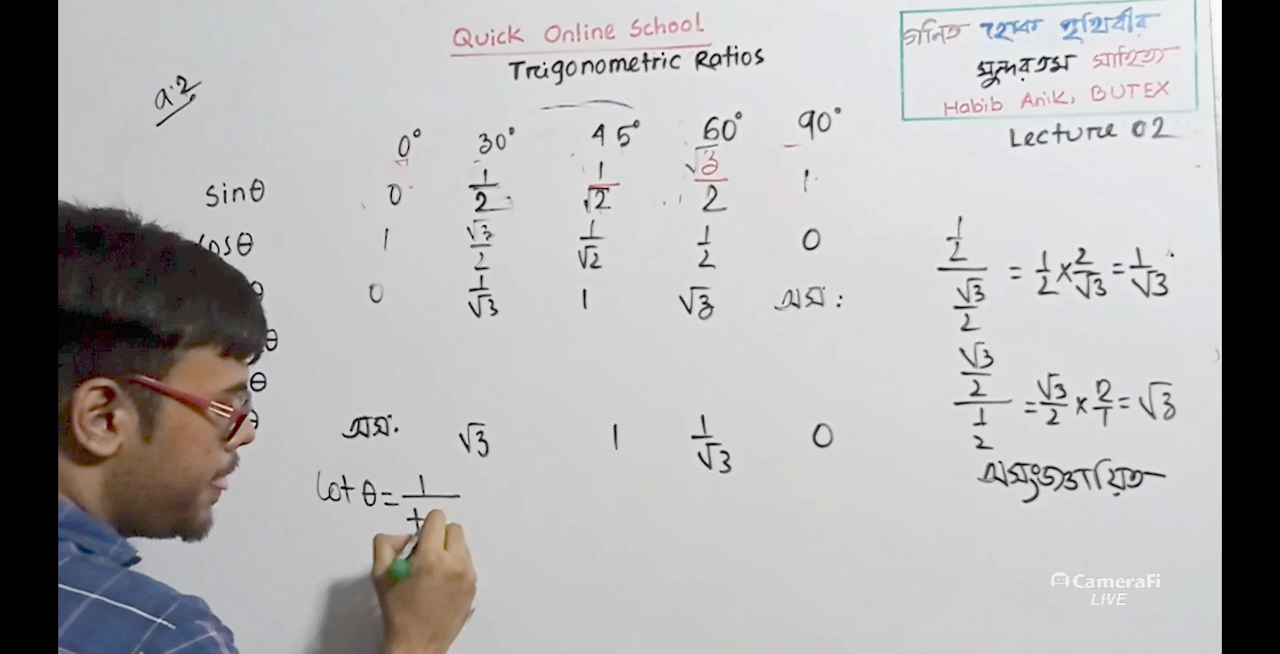 Quick Online School
Trigonometric Ratios
গনিত হোক পৃথিবীর
সুন্দরতম সাহিত্য
Habib Anik, BUTEX
Lecture 02
a·2
0° 30° 45° 60° 90°
sinθ 0 1/2 1/√2 √3/2 1
cosθ 1 √3/2 1/√2 1/2 0
θ 0 1/√3 1 √3 অসং:
θ
θ
θ অসং. √3 1 1/√3 0
Cot θ = 1/t
1/2 / √3/2 = 1/2 × 2/√3 = 1/√3
√3/2 / 1/2 = √3/2 × 2/1 = √3
অসংজ্ঞায়িত
CameraFi
LIVE